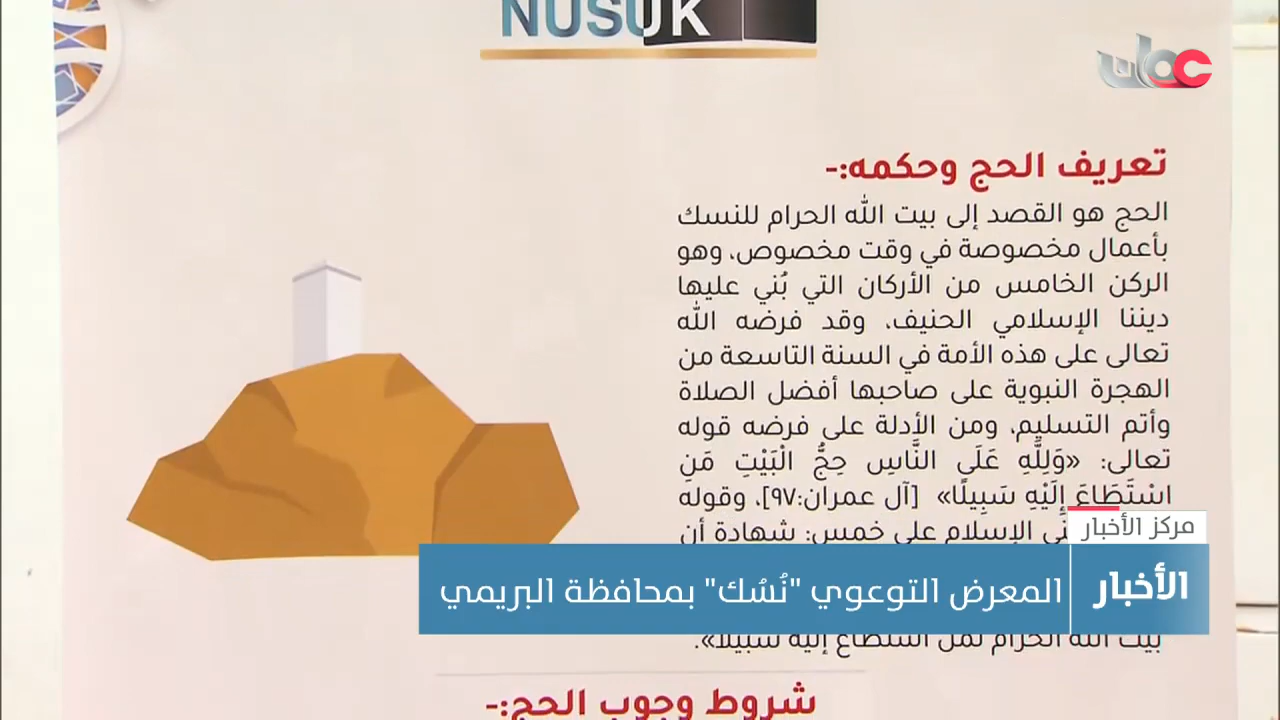 NUSUK
عمان
تعريف الحج وحكمه:-
الحج هو القصد إلى بيت الله الحرام للنسك
بأعمال مخصوصة في وقت مخصوص، وهو
الركن الخامس من الأركان التي بُني عليها
ديننا الإسلامي الحنيف، وقد فرضه الله
تعالى على هذه الأمة في السنة التاسعة من
الهجرة النبوية على صاحبها أفضل الصلاة
وأتم التسليم، ومن الأدلة على فرضه قوله
تعالى: «وَلِلَّهِ عَلَى النَّاسِ حِجُّ الْبَيْتِ مَنِ
اسْتَطَاعَ إِلَيْهِ سَبِيلًا» [آل عمران:٩٧]، وقوله
الإسلام على خمس: شهادة أن
مركز الأخبار
الأخبار
المعرض التوعوي "نُسُك" بمحافظة البريمي
بيت الله الحرام لمن استطاع إليه سبيلا».
شروط وجوب الحج:-